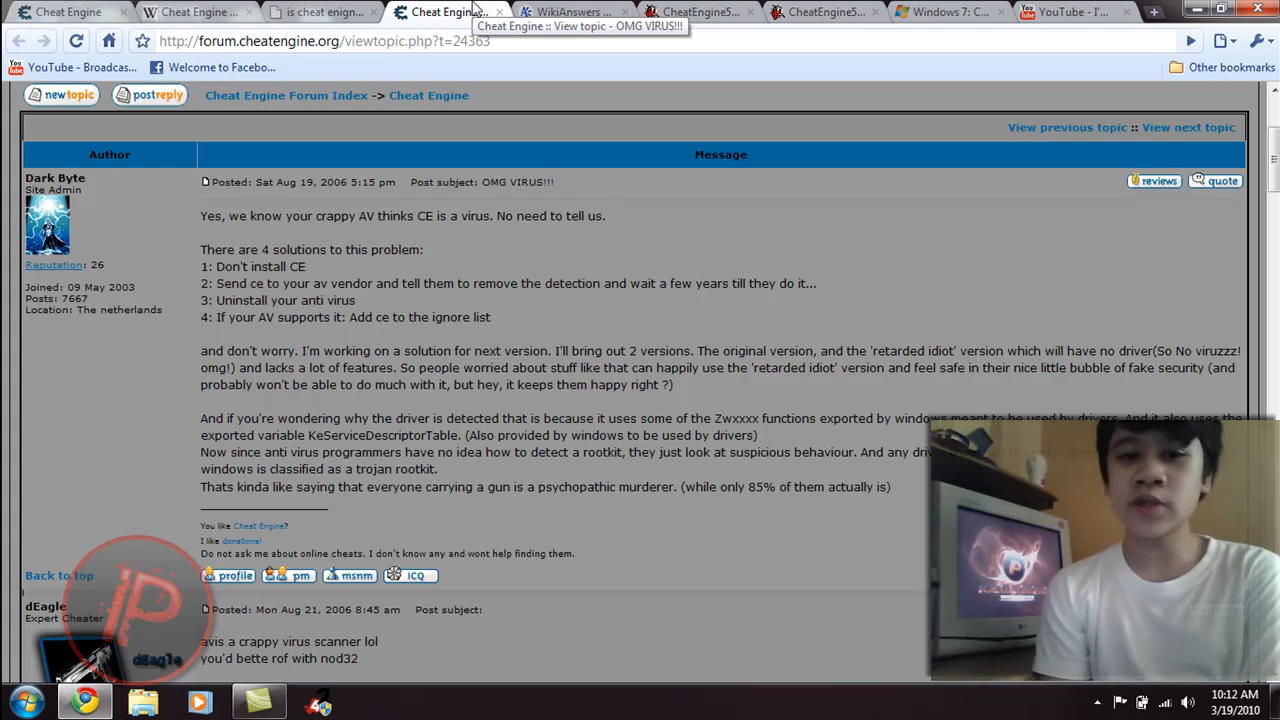 Cheat Engine
Cheat Engine ...
is cheat enign...
Cheat Engin...
WikiAnswers ...
CheatEngine5...
CheatEngine5...
Windows 7: C...
YouTube - I'...
Cheat Engine :: View topic - OMG VIRUS!!!
http://forum.cheatengine.org/viewtopic.php?t=24363
YouTube - Broadcas...
Welcome to Facebo...
Other bookmarks
newtopic
postreply
Cheat Engine Forum Index -> Cheat Engine
View previous topic :: View next topic
Author
Message
Dark Byte
Site Admin
Reputation: 26
Joined: 09 May 2003
Posts: 7667
Location: The netherlands
Posted: Sat Aug 19, 2006 5:15 pm Post subject: OMG VIRUS!!!
reviews
quote
Yes, we know your crappy AV thinks CE is a virus. No need to tell us.
There are 4 solutions to this problem:
1: Don't install CE
2: Send ce to your av vendor and tell them to remove the detection and wait a few years till they do it...
3: Uninstall your anti virus
4: If your AV supports it: Add ce to the ignore list
and don't worry. I'm working on a solution for next version. I'll bring out 2 versions. The original version, and the 'retarded idiot' version which will have no driver(So No viruzzz!
omg!) and lacks a lot of features. So people worried about stuff like that can happily use the 'retarded idiot' version and feel safe in their nice little bubble of fake security (and
probably won't be able to do much with it, but hey, it keeps them happy right ?)
And if you're wondering why the driver is detected that is because it uses some of the Zwxxxx functions exported by windows meant to be used by drivers. And it also uses the
exported variable KeServiceDescriptorTable. (Also provided by windows to be used by drivers)
Now since anti virus programmers have no idea how to detect a rootkit, they just look at suspicious behaviour. And any
windows is classified as a trojan rootkit.
Thats kinda like saying that everyone carrying a gun is a psychopathic murderer. (while only 85% of them actually is)
You like Cheat Engine?
I like donations!
Do not ask me about online cheats. I don't know any and wont help finding them.
Back to top
profile
pm
msnm
ICQ
dEagle
Expert Cheater
dEagle
Posted: Mon Aug 21, 2006 8:45 am Post subject:
avis a crappy virus scanner lol
you'd bette rof with nod32
P
10:12 AM
3/19/2010